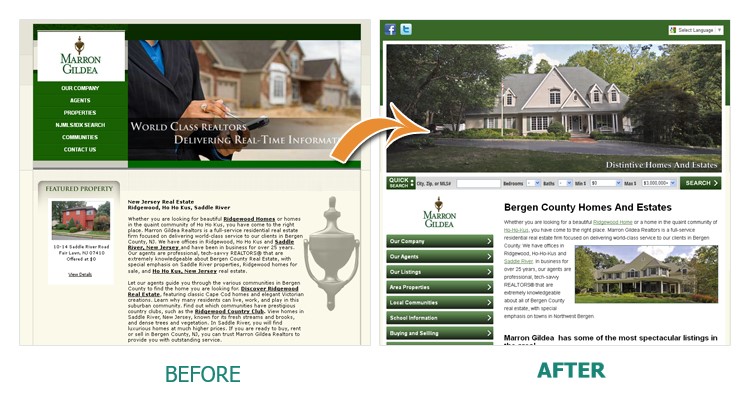 MARRON
GILDEA
OUR COMPANY
AGENTS
PROPERTIES
NJMLS/IDX SEARCH
COMMUNITIES
CONTACT US
WORLD CLASS REALTORS
DELIVERING REAL-TIME
FEATURED PROPERTY
10-14 Saddle River Road
Fair Lawn, NJ 07410
Offered at $0
View Details
New Jersey Real Estate
Ridgewood, Ho Ho Kus, Saddle River
Whether you are looking for beautiful Ridgewood Homes or homes
in the quaint community of Ho Ho Kus, you have come to the right
place. Marron Gildea Realtors is a full-service residential real estate
firm focused on delivering world-class service to our clients in Bergen
County, NJ. We have offices in Ridgewood, Ho Ho Kus and Saddle
River, New Jersey and have been in business for over 25 years.
Our agents are professional, tech-savvy REALTORS® that are
extremely knowledgeable about Bergen County Real Estate, with
special emphasis on Saddle River properties, Ridgewood homes for
sale, and Ho Ho Kus, New Jersey real estate.
Let our agents guide you through the various communities in Bergen
County to find the home you are looking for. Discover Ridgewood
Real Estate, featuring classic Cape Cod homes and elegant Victorian
creations. Learn why many residents can live, work, and play in this
suburban community. Find out which communities have prestigious
country clubs, such as the Ridgewood Country Club. View homes in
Saddle River, New Jersey, known for its fresh streams and brooks,
and dense trees and vegetation. In Saddle River, you will find
luxurious homes at much higher prices. If you are ready to buy, rent
or sell in Bergen County, NJ, you can trust Marron Gildea Realtors to
provide you with outstanding service.
BEFORE
Select Language
Distintive Homes And Estates
QUICK
SEARCH
City, Zip, or MLS#
Bedrooms
Baths
Min $
$0
Max $
$3,000,000+
SEARCH
MARRON
GILDEA
Our Company
Our Agents
Our Listings
Area Properties
Local Communities
School Information
Buying and Selling
Bergen County Homes And Estates
Whether you are looking for a beautiful Ridgewood Home or a home in the quaint community of
Ho-Ho-Kus, you have come to the right place. Marron Gildea Realtors is a full-service
residential real estate firm focused on delivering world-class service to our clients in Bergen
County. We have offices in
Ridgewood, Ho-Ho-Kus and
Saddle River, in business for
over 25 years, our agents are
professional, tech-savvy
REALTORS® that are
extremely knowledgeable
about all of Bergen County
real estate, with special
emphasis on towns in Northwest Bergen.
Marron Gildea has some of the most spectacular listings in
AFTER